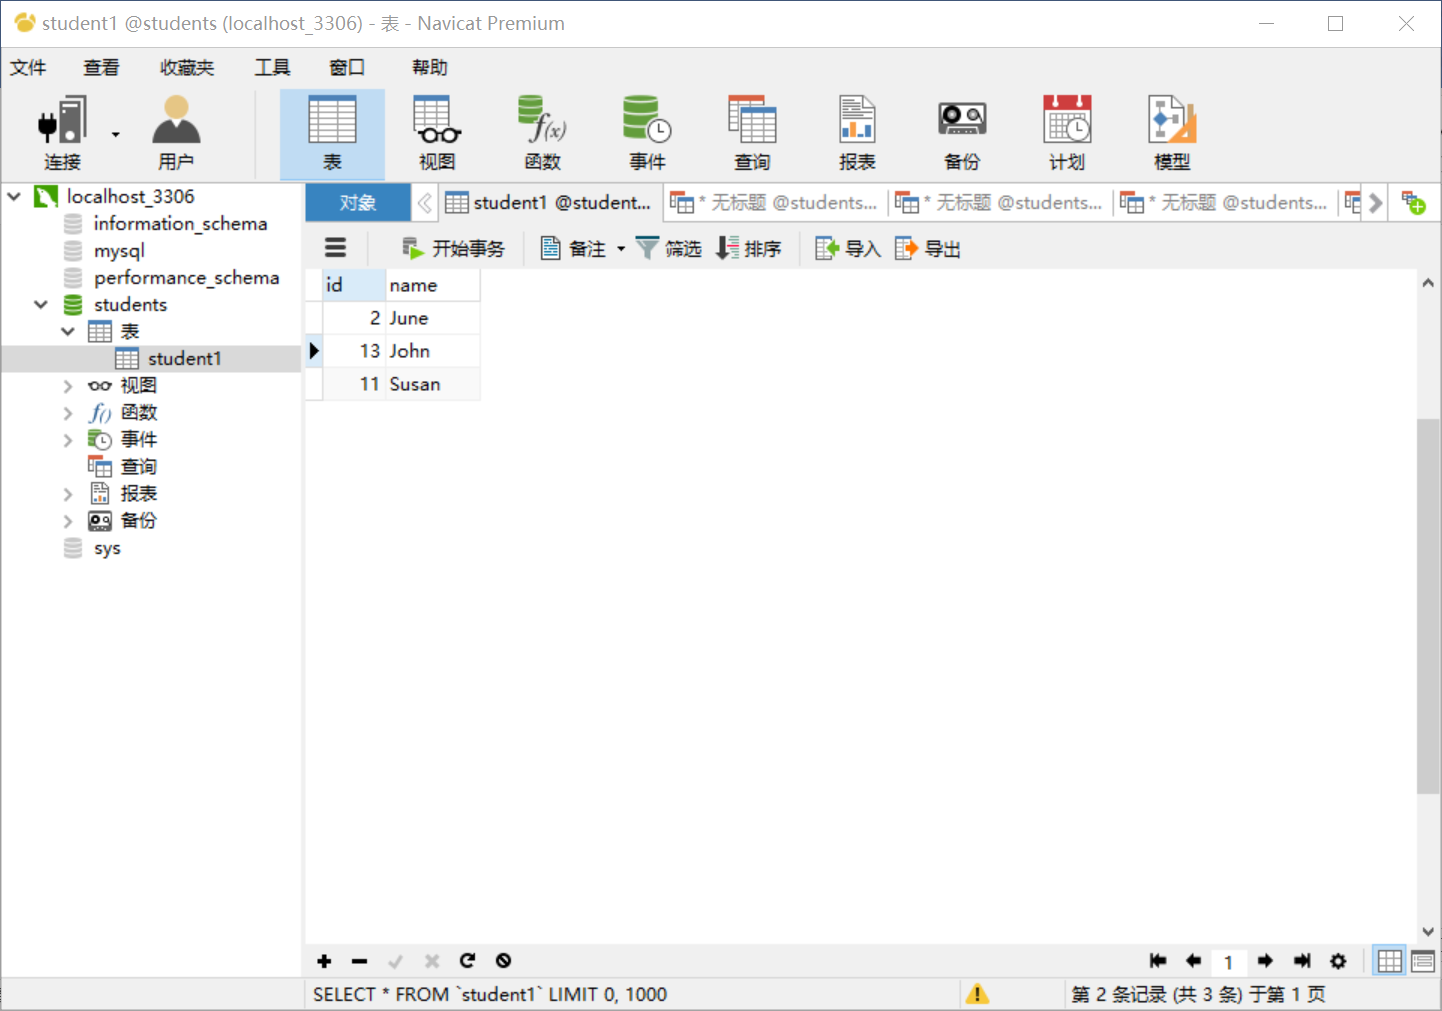 student1 @students (localhost_3306) - 表 - Navicat Premium
文件 查看 收藏夹 工具 窗口 帮助
连接 用户 表 视图 函数 事件 查询 报表 备份 计划 模型
对象 student1 @student... * 无标题 @students... * 无标题 @students... * 无标题 @students...
开始事务 备注 筛选 排序 导入 导出
localhost_3306
information_schema
mysql
performance_schema
students
表
student1
视图
函数
事件
查询
报表
备份
sys
id name
2 June
13 John
11 Susan
1
SELECT * FROM `student1` LIMIT 0, 1000
第 2 条记录 (共 3 条) 于第 1 页